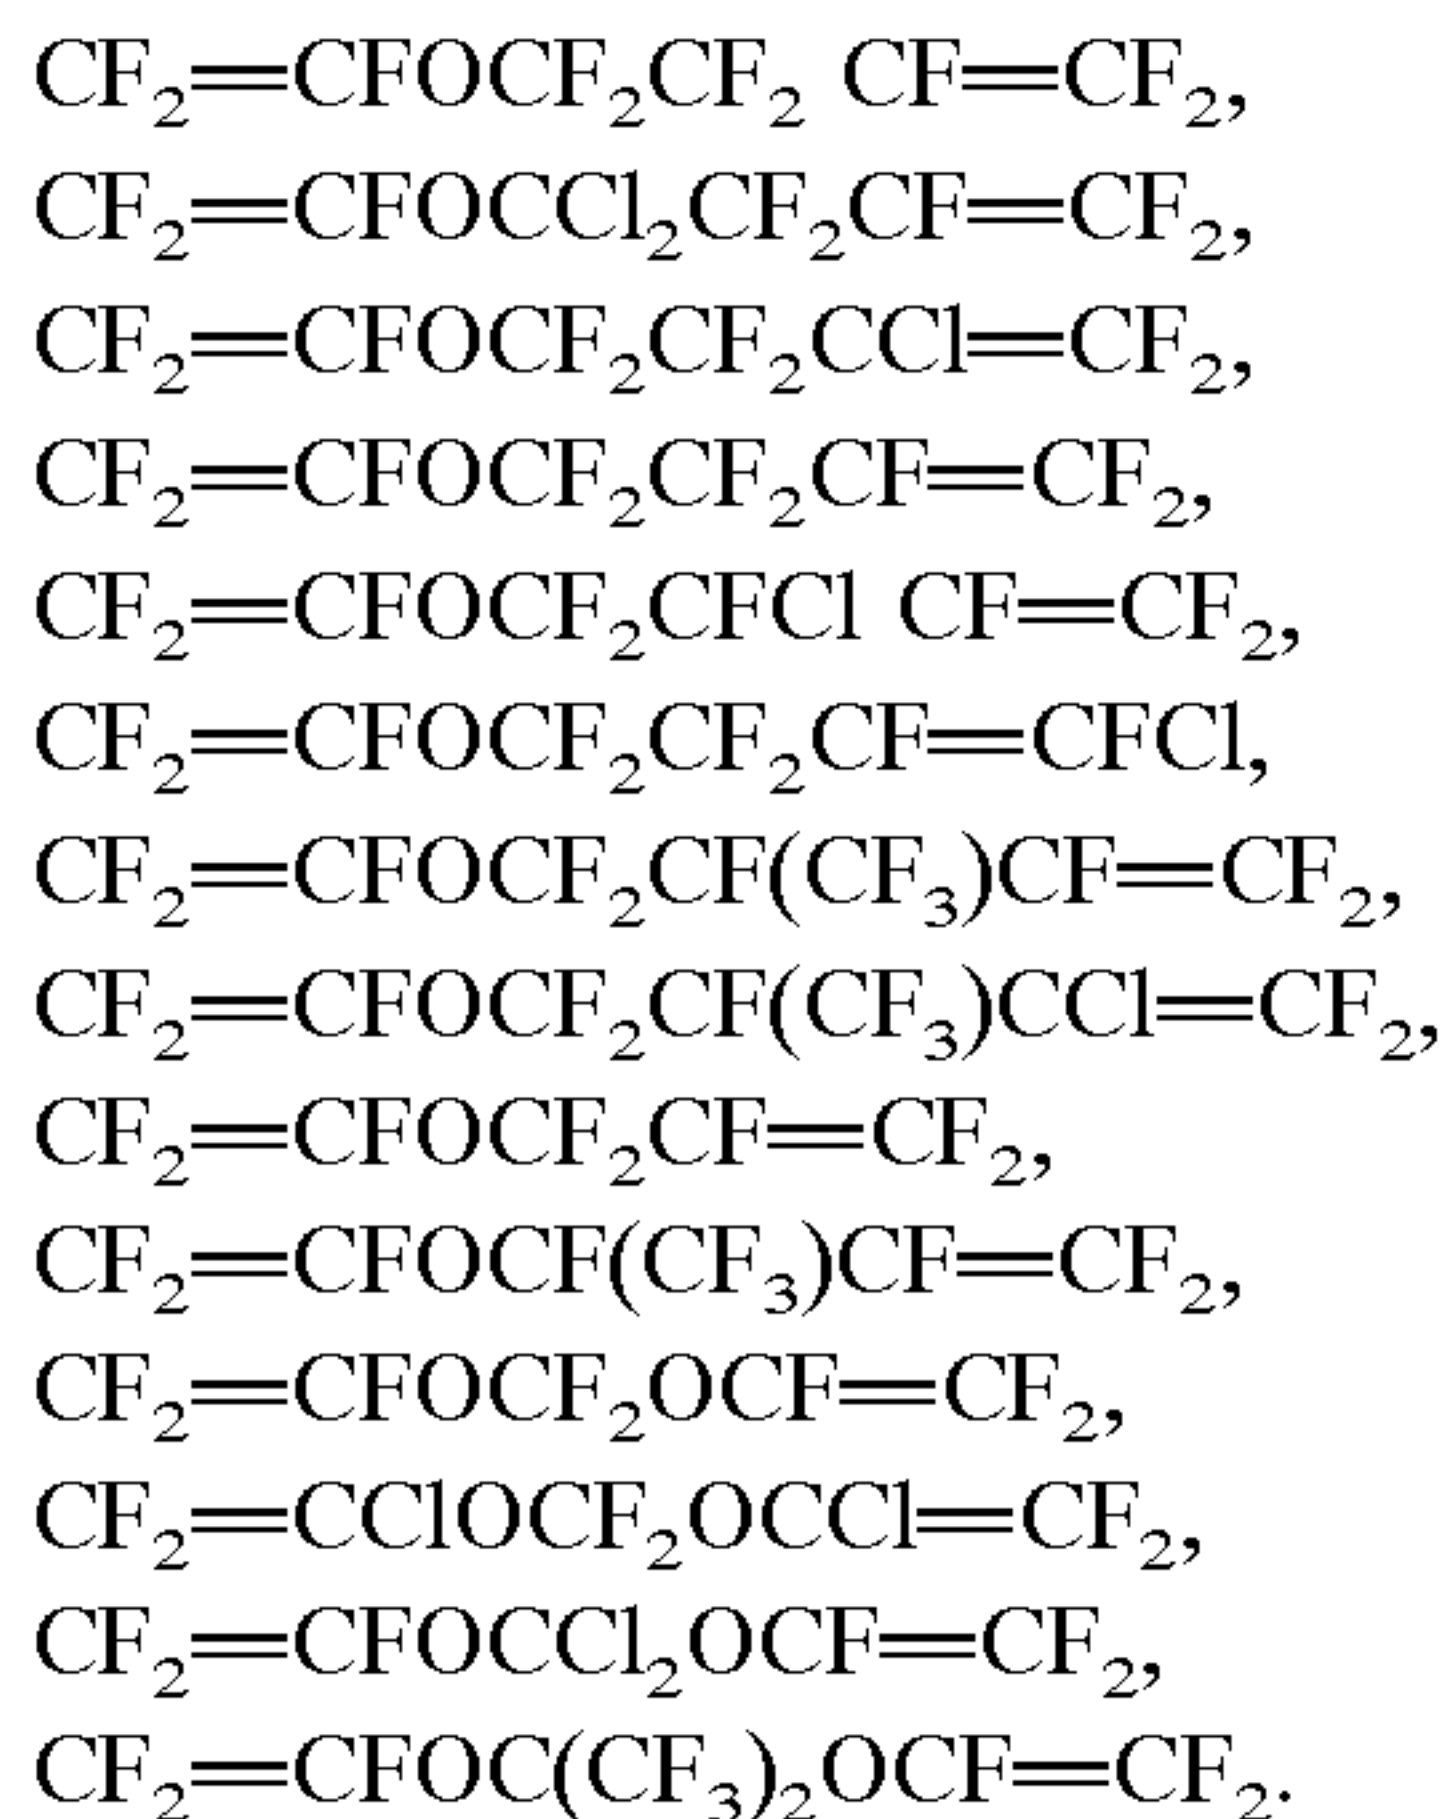 CF₂=CFOCF₂CF₂ CF=CF₂,
CF₂=CFOCCl₂CF₂CF=CF₂,
CF₂=CFOCF₂CF₂CCl=CF₂,
CF₂=CFOCF₂CF₂CF=CF₂,
CF₂=CFOCF₂CFCl CF=CF₂,
CF₂=CFOCF₂CF₂CF=CFCl,
CF₂=CFOCF₂CF(CF₃)CF=CF₂,
CF₂=CFOCF₂CF(CF₃)CCl=CF₂,
CF₂=CFOCF₂CF=CF₂,
CF₂=CFOCF(CF₃)CF=CF₂,
CF₂=CFOCF₂OCF=CF₂,
CF₂=CClOCF₂OCCl=CF₂,
CF₂=CFOCCl₂OCF=CF₂,
CF₂=CFOC(CF₃)₂OCF=CF₂.